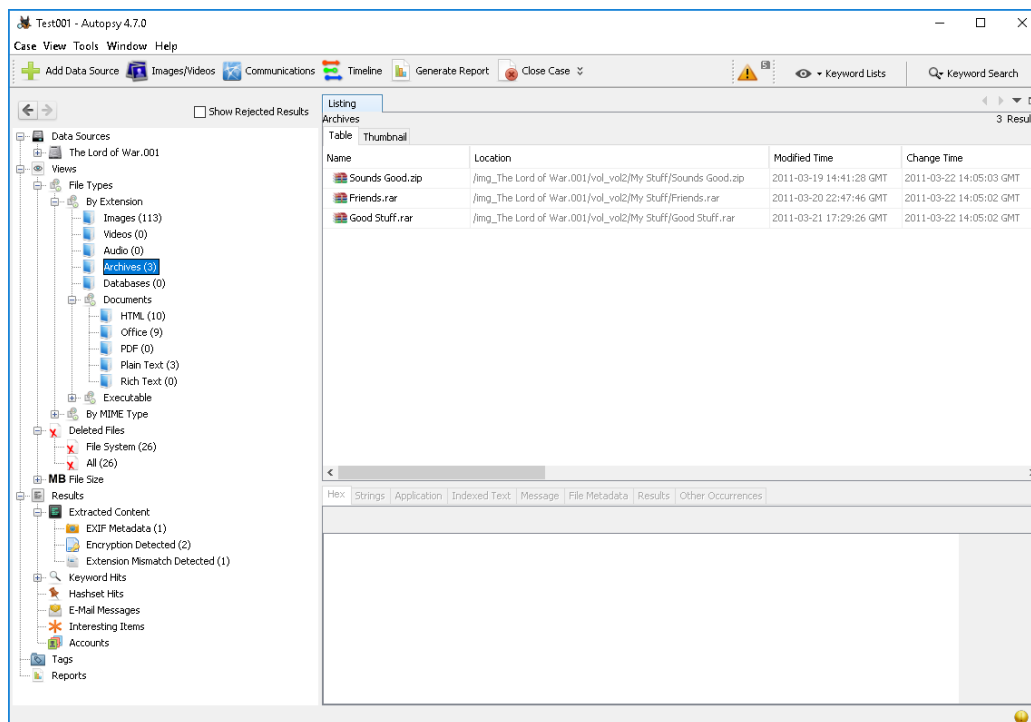 Test001 - Autopsy 4.7.0
Case View Tools Window Help
Add Data Source Images/Videos Communications Timeline Generate Report Close Case 5 Keyword Lists Keyword Search
Show Rejected Results
Data Sources
The Lord of War.001
Views
File Types
By Extension
Images (113)
Videos (0)
Audio (0)
Archives (3)
Databases (0)
Documents
HTML (10)
Office (9)
PDF (0)
Plain Text (3)
Rich Text (0)
Executable
By MIME Type
Deleted Files
File System (26)
All (26)
MB File Size
Results
Extracted Content
EXIF Metadata (1)
Encryption Detected (2)
Extension Mismatch Detected (1)
Keyword Hits
Hashset Hits
E-Mail Messages
Interesting Items
Accounts
Tags
Reports
Listing
Archives 3 Resul
Table Thumbnail
Name Location Modified Time Change Time
Sounds Good.zip /img_The Lord of War.001/vol_vol2/My Stuff/Sounds Good.zip 2011-03-19 14:41:28 GMT 2011-03-22 14:05:03 GMT
Friends.rar /img_The Lord of War.001/vol_vol2/My Stuff/Friends.rar 2011-03-20 22:47:46 GMT 2011-03-22 14:05:02 GMT
Good Stuff.rar /img_The Lord of War.001/vol_vol2/My Stuff/Good Stuff.rar 2011-03-21 17:29:26 GMT 2011-03-22 14:05:02 GMT
Hex Strings Application Indexed Text Message File Metadata Results Other Occurrences